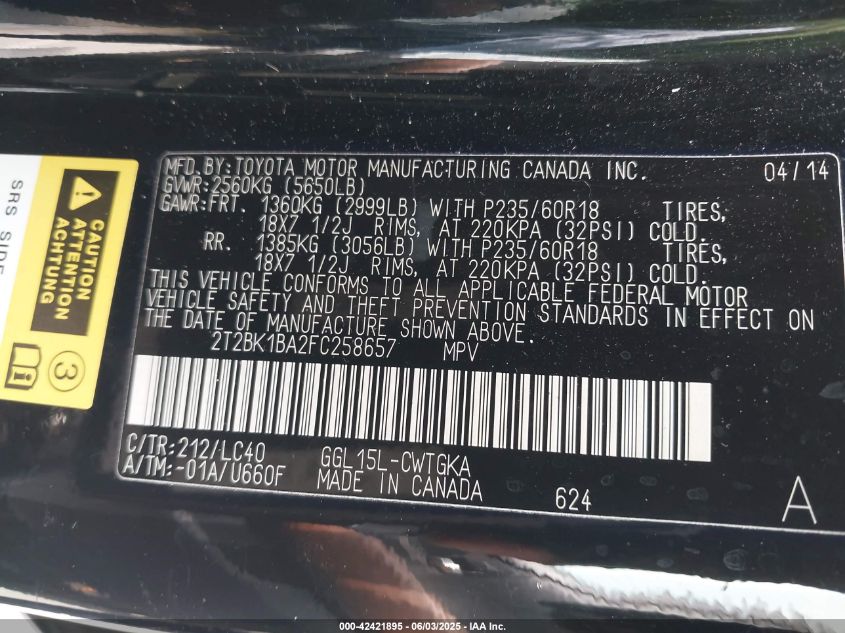 MFD.BY:TOYOTA MOTOR MANUFACTURING CANADA INC. 04/14
GVWR:2560KG (5650LB)
GAWR:FRT. 1360KG (2999LB) WITH P235/60R18 TIRES,
18X7 1/2J RIMS, AT 220KPA (32PSI) COLD.
RR. 1385KG (3056LB) WITH P235/60R18 TIRES,
18X7 1/2J RIMS, AT 220KPA (32PSI) COLD.
THIS VEHICLE CONFORMS TO ALL APPLICABLE FEDERAL MOTOR
VEHICLE SAFETY AND THEFT PREVENTION STANDARDS IN EFFECT ON
THE DATE OF MANUFACTURE SHOWN ABOVE.
2T2BK1BA2FC258657 MPV
C/TR:212/LC40 GGL15L-CWTGKA
A/TM:-01A/U660F MADE IN CANADA 624 A
CAUTION
ATTENTION
ACHTUNG
SRS SIDE
3
000-42421895 - 06/03/2025 - IAA Inc.